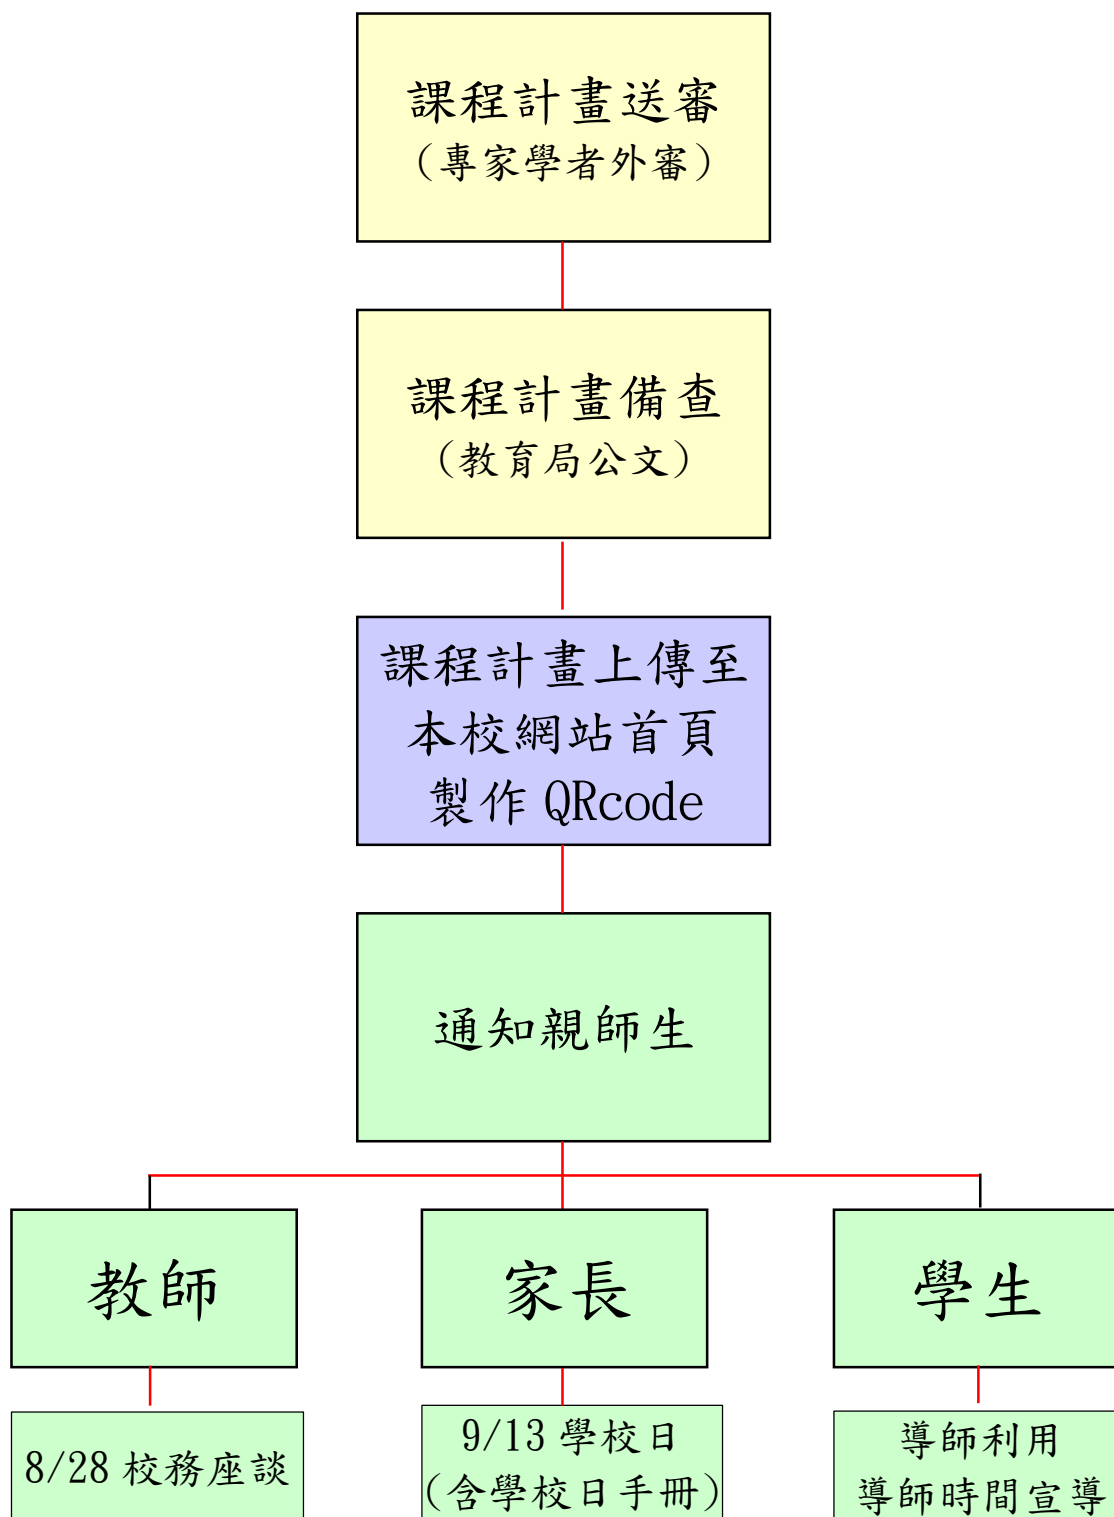 課程計畫送審
（專家學者外審）
課程計畫備查
（教育局公文）
課程計畫上傳至
本校網站首頁
製作 QRcode
通知親師生
教師
家長
學生
8/28 校務座談
9/13 學校日
（含學校日手冊）
導師利用
導師時間宣導